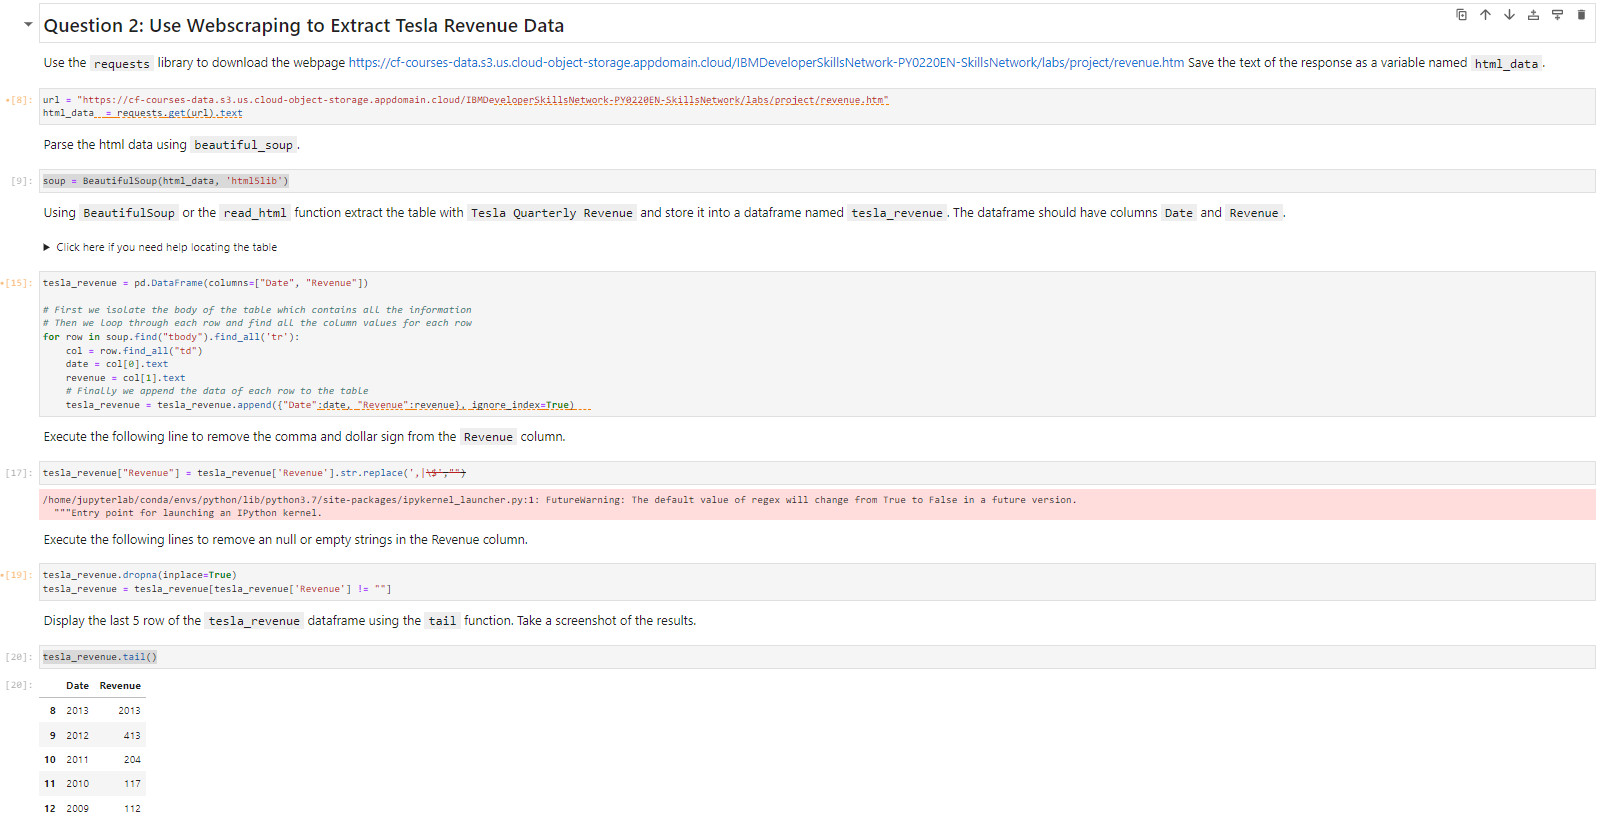 Question 2: Use Webscraping to Extract Tesla Revenue Data
Use the requests library to download the webpage https://cf-courses-data.s3.us.cloud-object-storage.appdomain.cloud/IBMDeveloperSkillsNetwork-PY0220EN-SkillsNetwork/labs/project/revenue.htm Save the text of the response as a variable named html_data.
[8]: url = "https://cf-courses-data.s3.us.cloud-object-storage.appdomain.cloud/IBMDeveloperSkillsNetwork-PY0220EN-SkillsNetwork/labs/project/revenue.htm"
html_data  = requests.get(url).text
Parse the html data using beautiful_soup.
[9]: soup = BeautifulSoup(html_data, 'html5lib')
Using BeautifulSoup or the read_html function extract the table with Tesla Quarterly Revenue and store it into a dataframe named tesla_revenue. The dataframe should have columns Date and Revenue.
Click here if you need help locating the table
[15]: tesla_revenue = pd.DataFrame(columns=["Date", "Revenue"])
# First we isolate the body of the table which contains all the information
# Then we loop through each row and find all the column values for each row
for row in soup.find("tbody").find_all('tr'):
    col = row.find_all("td")
    date = col[0].text
    revenue = col[1].text
    # Finally we append the data of each row to the table
    tesla_revenue = tesla_revenue.append({"Date":date, "Revenue":revenue}, ignore_index=True)
Execute the following line to remove the comma and dollar sign from the Revenue column.
[17]: tesla_revenue["Revenue"] = tesla_revenue['Revenue'].str.replace(',|\$',"")
/home/jupyterlab/conda/envs/python/lib/python3.7/site-packages/ipykernel_launcher.py:1: FutureWarning: The default value of regex will change from True to False in a future version.
  """Entry point for launching an IPython kernel.
Execute the following lines to remove an null or empty strings in the Revenue column.
[19]: tesla_revenue.dropna(inplace=True)
tesla_revenue = tesla_revenue[tesla_revenue['Revenue'] != ""]
Display the last 5 row of the tesla_revenue dataframe using the tail function. Take a screenshot of the results.
[20]: tesla_revenue.tail()
[20]: Date Revenue
8 2013 2013
9 2012 413
10 2011 204
11 2010 117
12 2009 112